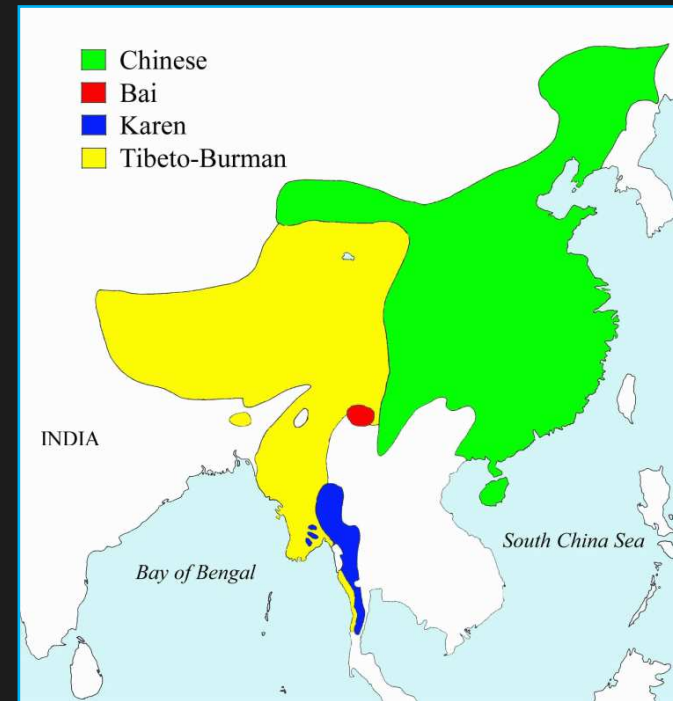 Chinese
Bai
Karen
Tibeto-Burman
INDIA
South China Sea
Bay of Bengal